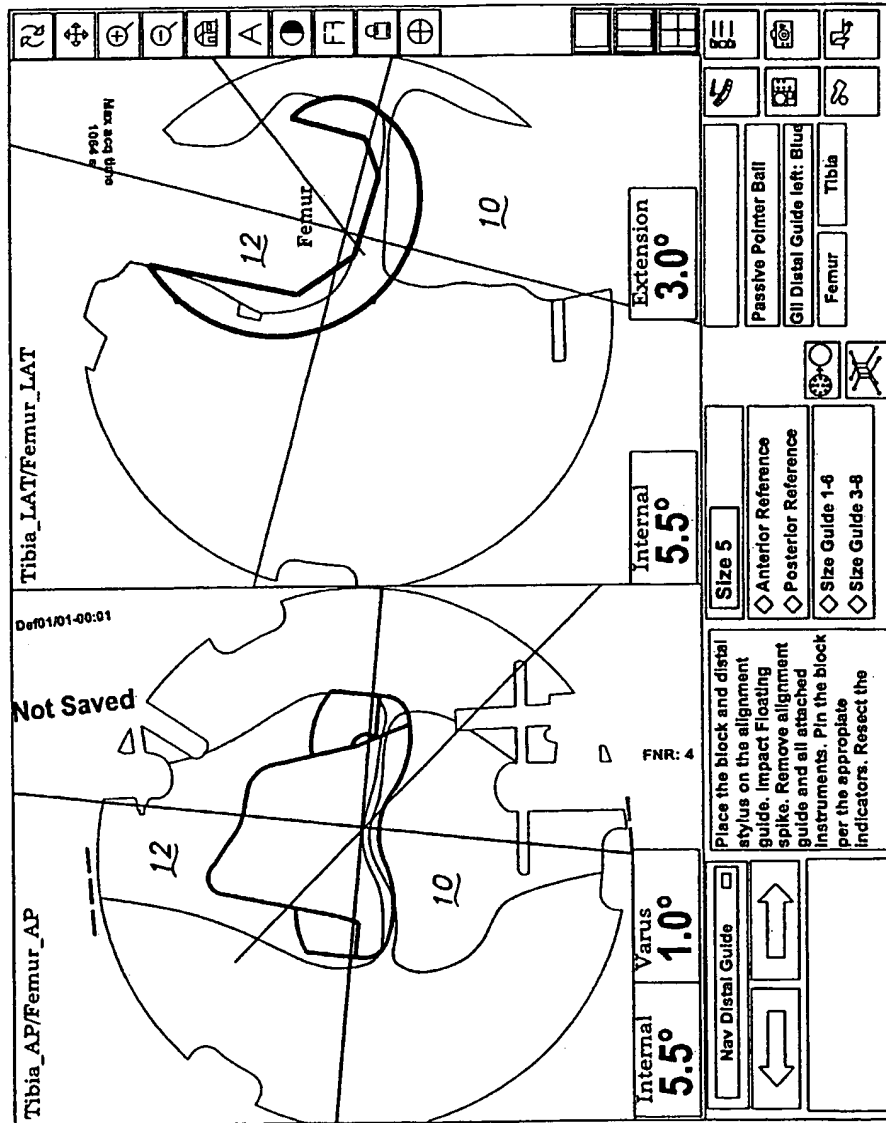 Tibia_AP/Femur_AP
Not Saved
Def01/01-00:01
12
10
FNR: 4
Internal
5.5°
Varus
1.0°
Tibia_LAT/Femur_LAT
Max acq time
12
Femur
10
Internal
5.5°
Extension
3.0°
A
Nav Distal Guide
Place the block and distal
stylus on the alignment
guide. Impact Floating
spike. Remove alignment
guide and all attached
instruments. Pin the block
per the appropiate
indicators. Resect the
Size 5
Anterior Reference
Posterior Reference
Size Guide 1-6
Size Guide 3-8
Passive Pointer Ball
Gil Distal Guide left: Blue
Femur
Tibia